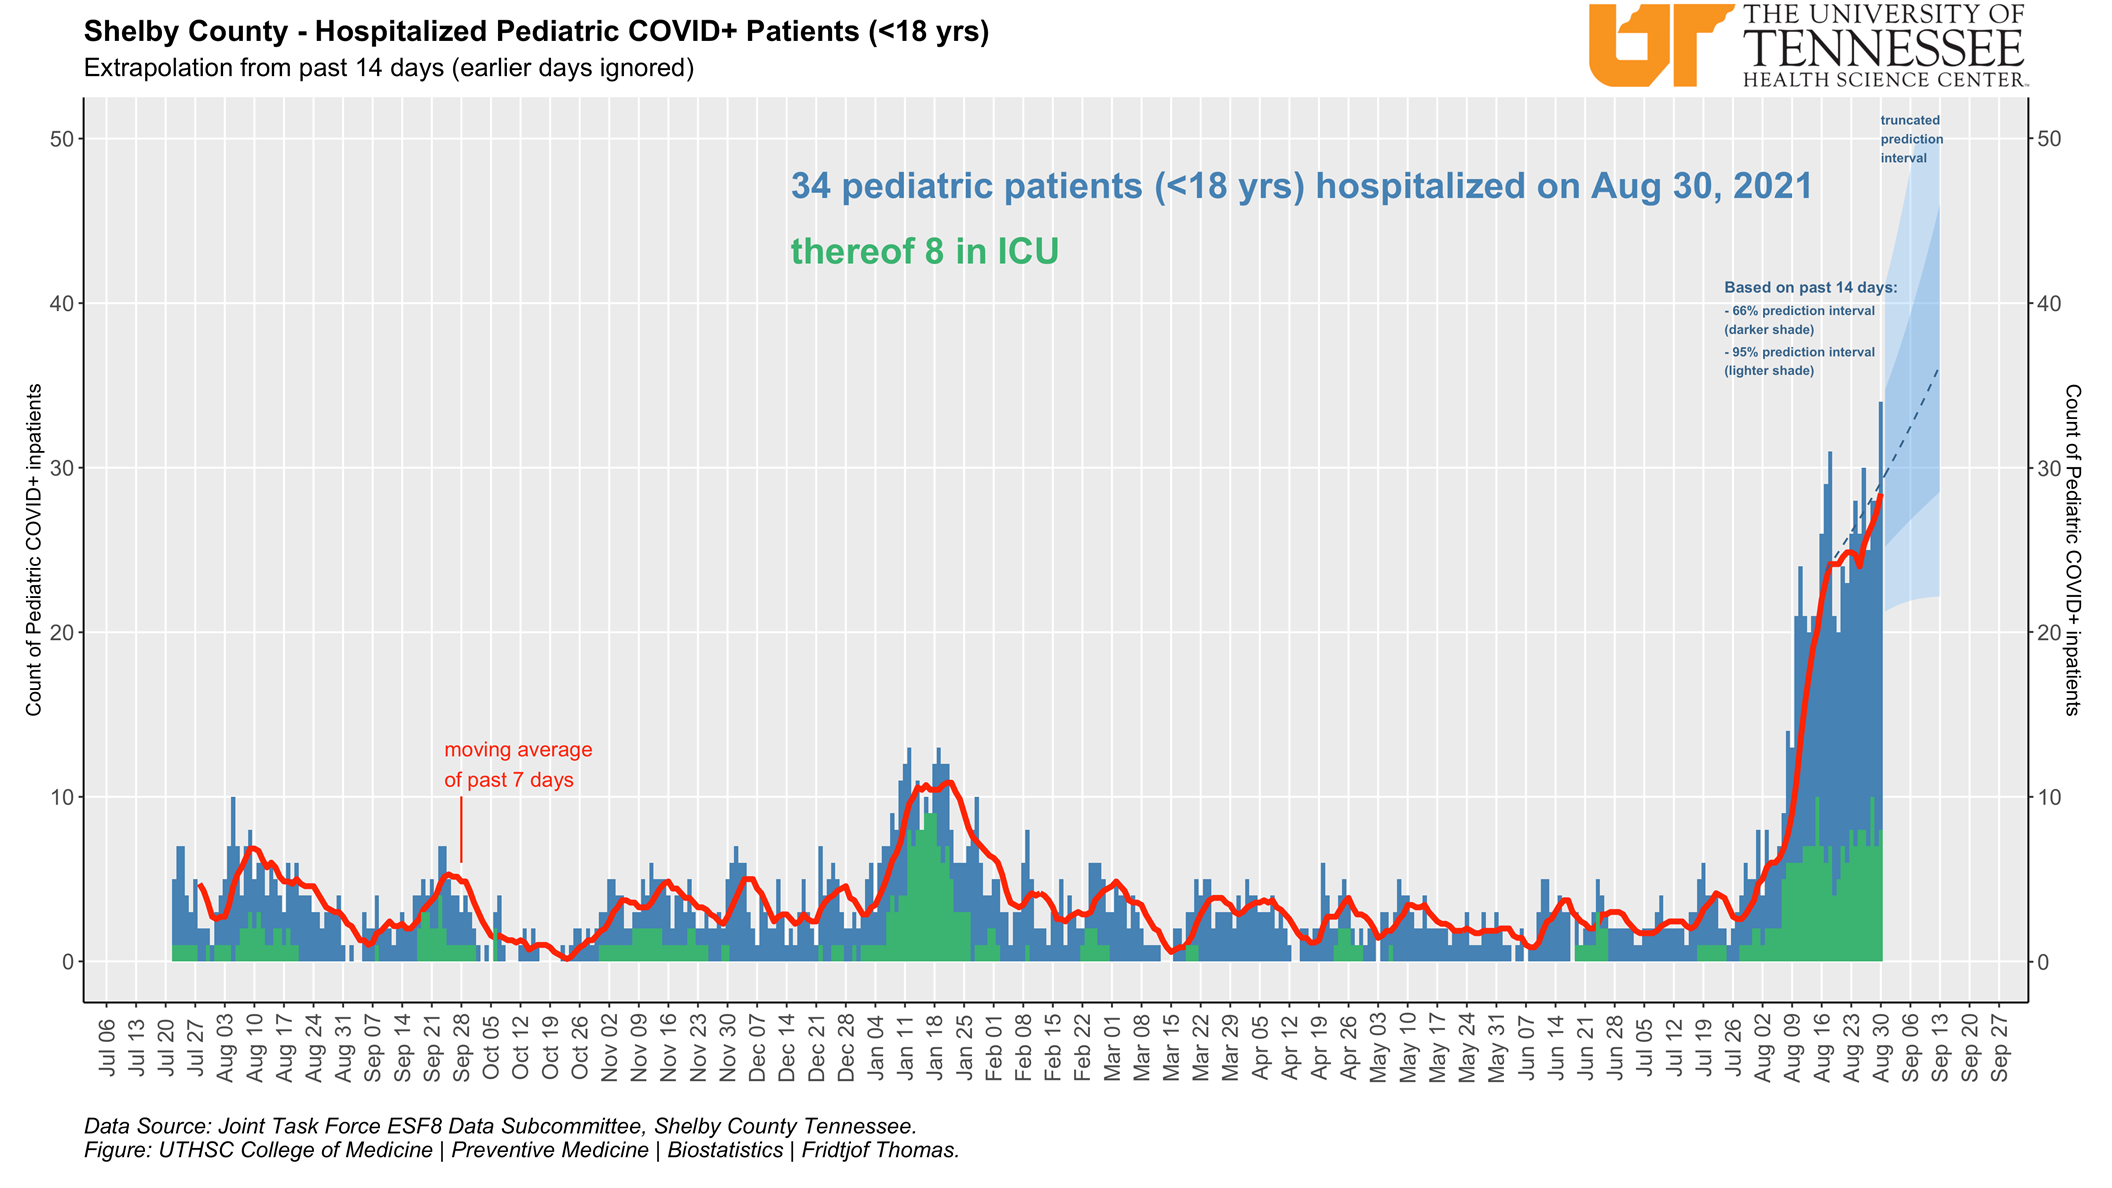 Shelby County - Hospitalized Pediatric COVID+ Patients (<18 yrs)
Extrapolation from past 14 days (earlier days ignored)
UT
THE UNIVERSITY OF
TENNESSEE
HEALTH SCIENCE CENTER™
truncated
prediction
interval
34 pediatric patients (<18 yrs) hospitalized on Aug 30, 2021
thereof 8 in ICU
Based on past 14 days:
- 66% prediction interval
(darker shade)
- 95% prediction interval
(lighter shade)
moving average
of past 7 days
Count of Pediatric COVID+ inpatients
50
40
30
20
10
0
50
40
30
20
10
0
Count of Pediatric COVID+ inpatients
Jul 06
Jul 13
Jul 20
Jul 27
Aug 03
Aug 10
Aug 17
Aug 24
Aug 31
Sep 07
Sep 14
Sep 21
Sep 28
Oct 05
Oct 12
Oct 19
Oct 26
Nov 02
Nov 09
Nov 16
Nov 23
Nov 30
Dec 07
Dec 14
Dec 21
Dec 28
Jan 04
Jan 11
Jan 18
Jan 25
Feb 01
Feb 08
Feb 15
Feb 22
Mar 01
Mar 08
Mar 15
Mar 22
Mar 29
Apr 05
Apr 12
Apr 19
Apr 26
May 03
May 10
May 17
May 24
May 31
Jun 07
Jun 14
Jun 21
Jun 28
Jul 05
Jul 12
Jul 19
Jul 26
Aug 02
Aug 09
Aug 16
Aug 23
Aug 30
Sep 06
Sep 13
Sep 20
Sep 27
Data Source: Joint Task Force ESF8 Data Subcommittee, Shelby County Tennessee.
Figure: UTHSC College of Medicine | Preventive Medicine | Biostatistics | Fridtjof Thomas.